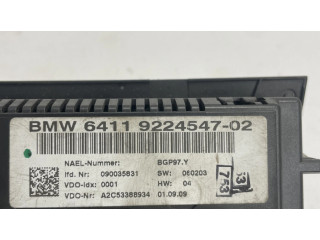 BMW 6411 9224547-02
NAEL-Nummer: BGP97.Y
lfd. Nr: 090035831 SW: 060203
VDO-Idx: 0001 HW: 04
VDO-Nr: A2C53388934 01.09.09